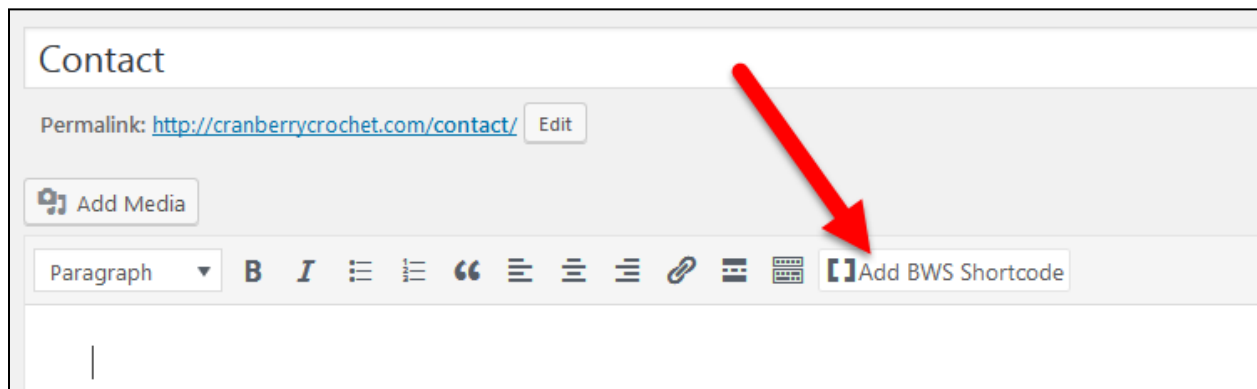 Contact
Permalink: http://cranberrycrochet.com/contact/ Edit
Add Media
Paragraph B I Add BWS Shortcode